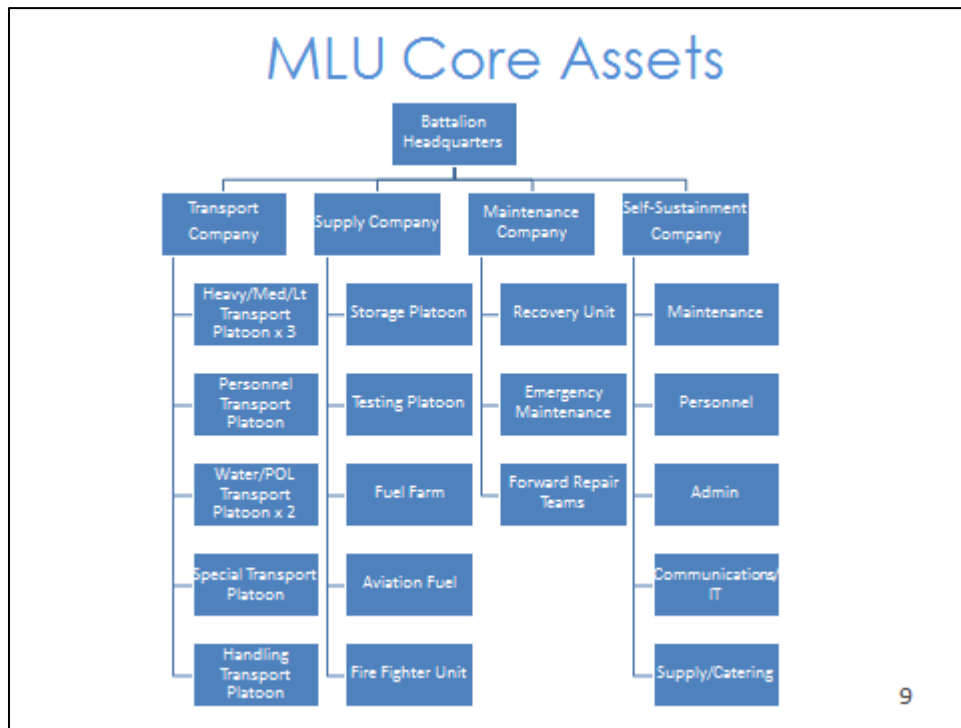 MLU Core Assets
Battalion
Headquarters
Transport
Company
Supply Company
Maintenance
Company
Self-Sustainment
Company
Heavy/Med/Lt
Transport
Platoon x 3
Storage Platoon
Recovery Unit
Maintenance
Personnel
Transport
Platoon
Testing Platoon
Emergency
Maintenance
Personnel
Water/POL
Transport
Platoon x 2
Fuel Farm
Forward Repair
Teams
Admin
Special Transport
Platoon
Aviation Fuel
Communications/
IT
Handling
Transport
Platoon
Fire Fighter Unit
Supply/Catering
9